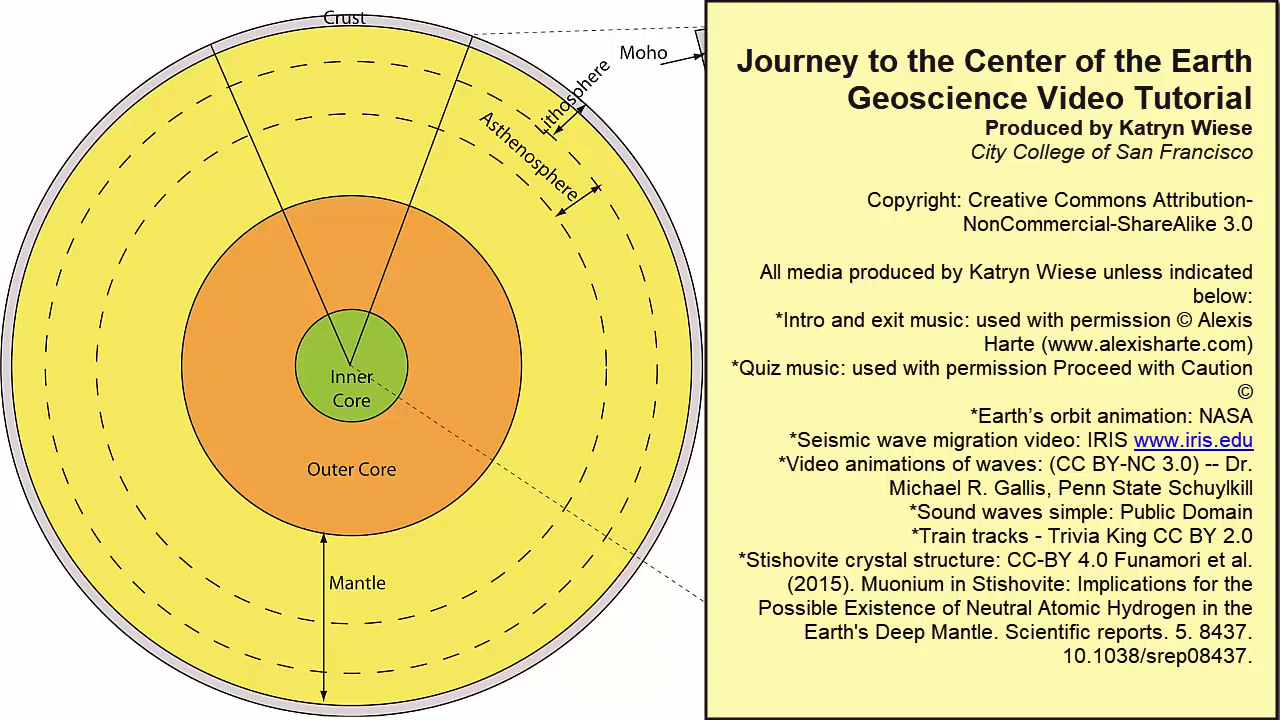 Crust
Moho
Lithosphere
Asthenosphere
Inner
Core
Outer Core
Mantle
Journey to the Center of the Earth
Geoscience Video Tutorial
Produced by Katryn Wiese
City College of San Francisco
Copyright: Creative Commons Attribution-
NonCommercial-ShareAlike 3.0
All media produced by Katryn Wiese unless indicated
below:
*Intro and exit music: used with permission © Alexis
Harte (www.alexisharte.com)
*Quiz music: used with permission Proceed with Caution
©
*Earth’s orbit animation: NASA
*Seismic wave migration video: IRIS www.iris.edu
*Video animations of waves: (CC BY-NC 3.0) -- Dr.
Michael R. Gallis, Penn State Schuylkill
*Sound waves simple: Public Domain
*Train tracks - Trivia King CC BY 2.0
*Stishovite crystal structure: CC-BY 4.0 Funamori et al.
(2015). Muonium in Stishovite: Implications for the
Possible Existence of Neutral Atomic Hydrogen in the
Earth's Deep Mantle. Scientific reports. 5. 8437.
10.1038/srep08437.